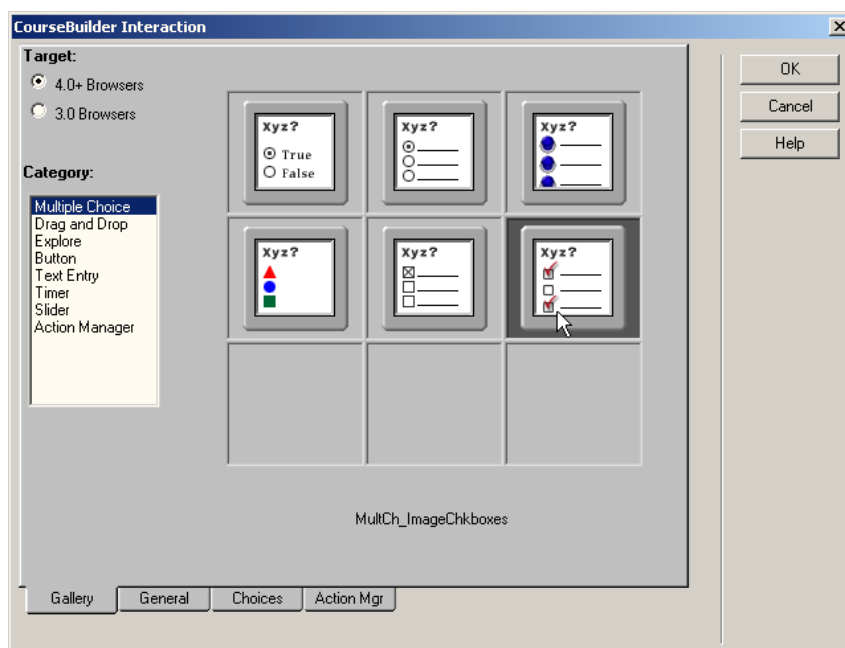 CourseBuilder Interaction
Target:
4.0+ Browsers
3.0 Browsers
Category:
Multiple Choice
Drag and Drop
Explore
Button
Text Entry
Timer
Slider
Action Manager
Xyz?
True
False
Xyz?
Xyz?
Xyz?
Xyz?
Xyz?
MultCh_ImageChkboxes
Gallery
General
Choices
Action Mgr
OK
Cancel
Help